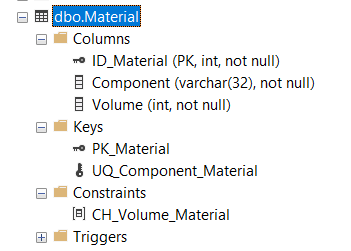 dbo.Material
Columns
ID_Material (PK, int, not null)
Component (varchar(32), not null)
Volume (int, not null)
Keys
PK_Material
UQ_Component_Material
Constraints
CH_Volume_Material
Triggers